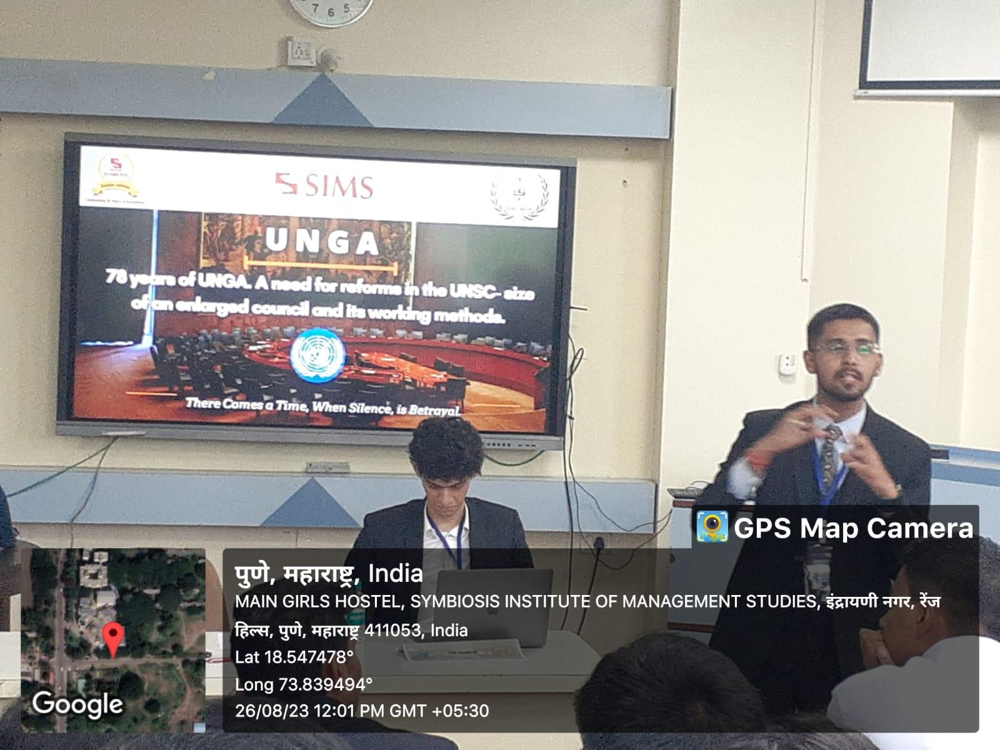 7 6 5
SIMS
UNGA
78 years of UNGA. A need for reforms in the UNSC- size
of an enlarged council and its working methods.
There Comes a Time, When Silence, is Betrayal.
GPS Map Camera
पुणे, महाराष्ट्र, India
MAIN GIRLS HOSTEL, SYMBIOSIS INSTITUTE OF MANAGEMENT STUDIES, इंद्रायणी नगर, रेंज
हिल्स, पुणे, महाराष्ट्र 411053, India
Lat 18.547478°
Long 73.839494°
26/08/23 12:01 PM GMT +05:30
Google